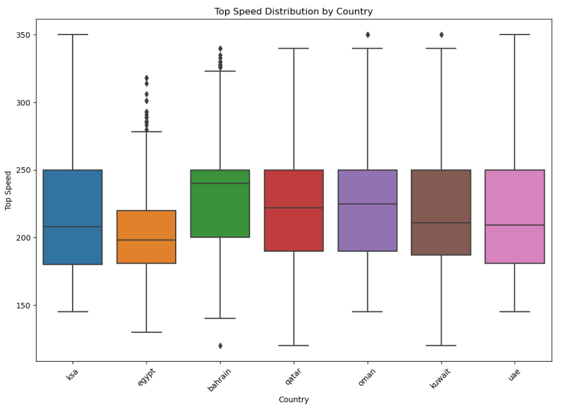 Top Speed Distribution by Country
350
300
250
200
150
Top Speed
ksa
egypt
bahrain
qatar
oman
kuwait
uae
Country